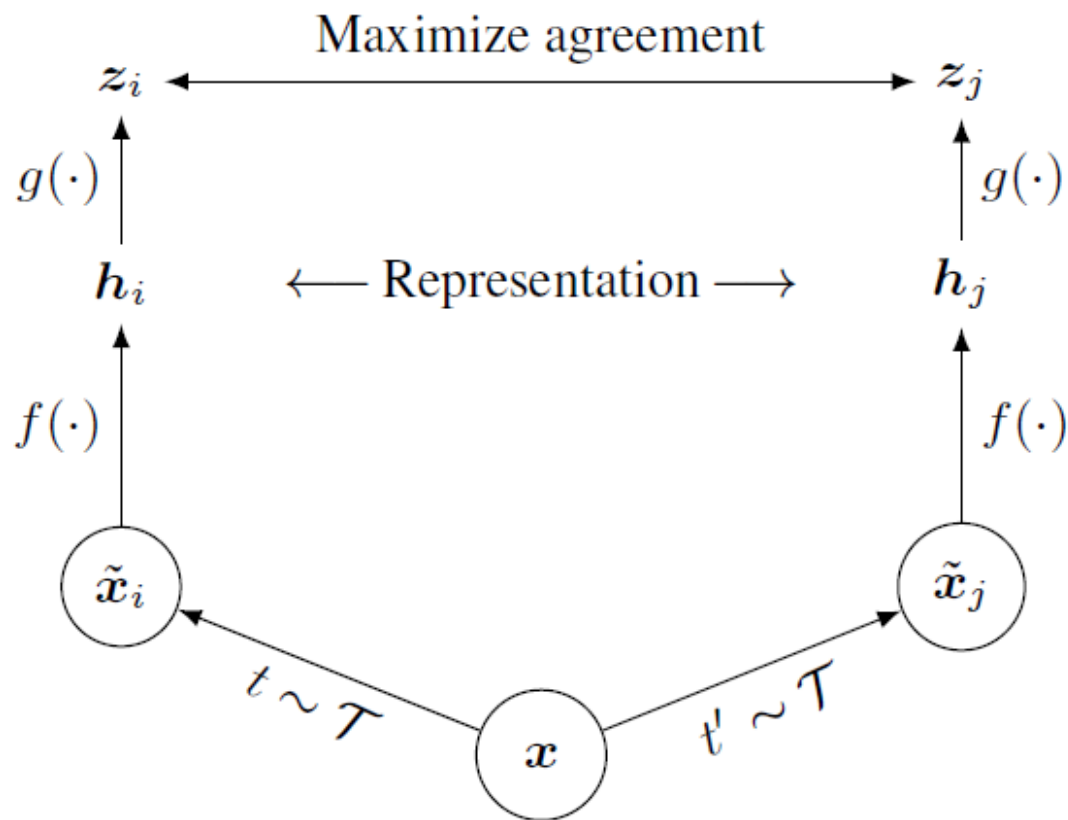 Maximize agreement
z_i z_j
g(·) g(·)
h_i ← Representation → h_j
f(·) f(·)
x̃_i x̃_j
t ∼ 𝒯 t′ ∼ 𝒯
x